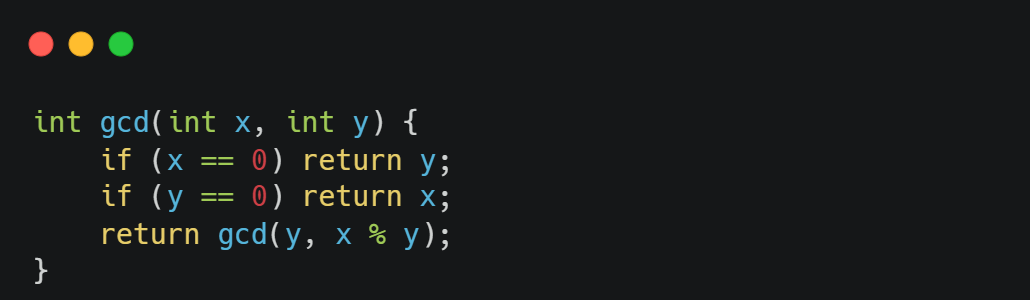 int gcd(int x, int y) {
    if (x == 0) return y;
    if (y == 0) return x;
    return gcd(y, x % y);
}